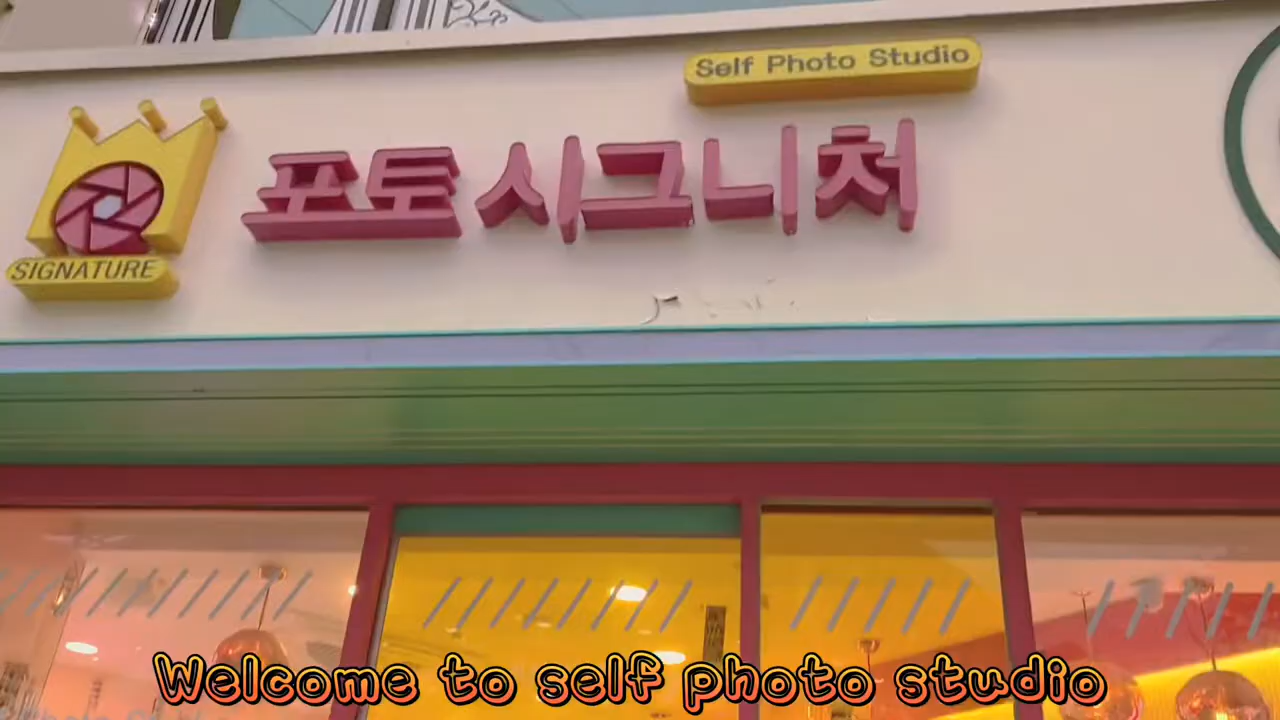 Self Photo Studio
포토시그니처
SIGNATURE
Welcome to self photo studio